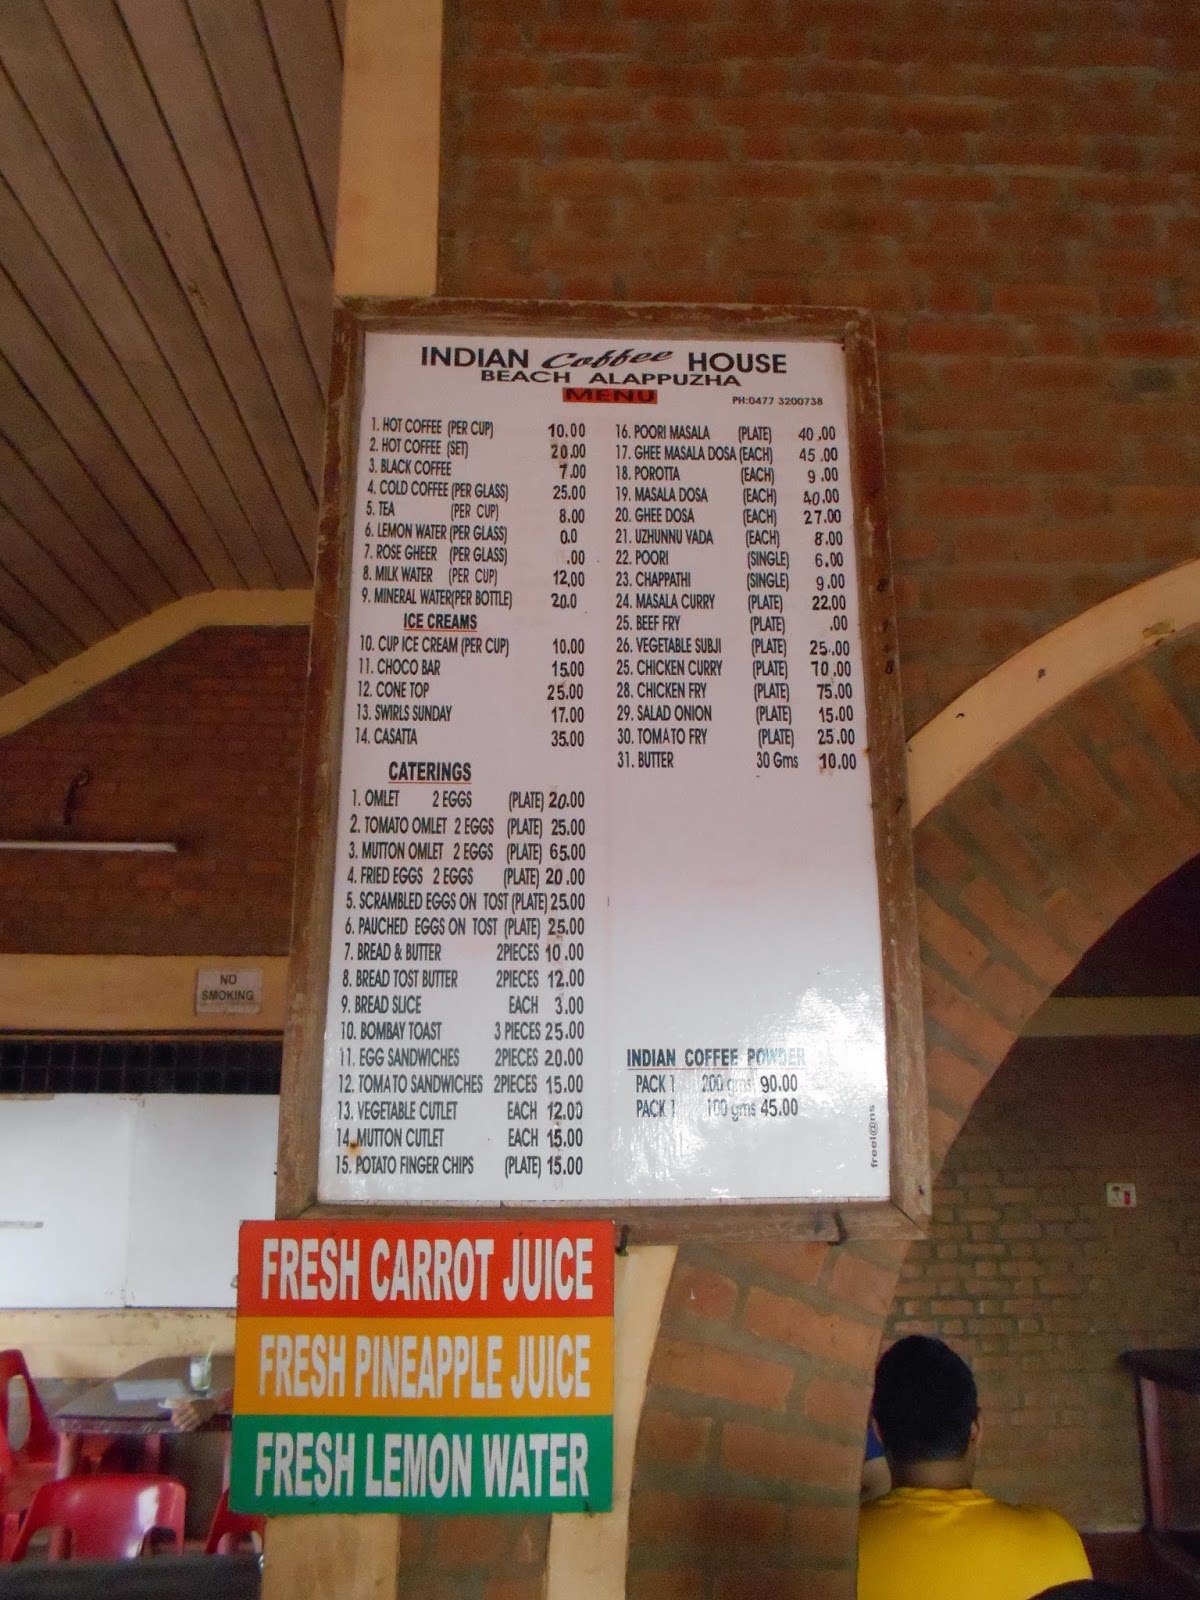 INDIAN Coffee HOUSE
BEACH ALAPPUZHA
MENU
PH:0477 3200738
1. HOT COFFEE (PER CUP) 10.00
2. HOT COFFEE (SET) 20.00
3. BLACK COFFEE 7.00
4. COLD COFFEE (PER GLASS) 25.00
5. TEA (PER CUP) 8.00
6. LEMON WATER (PER GLASS) 0.0
7. ROSE GHEER (PER GLASS) .00
8. MILK WATER (PER CUP) 12.00
9. MINERAL WATER(PER BOTTLE) 20.0
ICE CREAMS
10. CUP ICE CREAM (PER CUP) 10.00
11. CHOCO BAR 15.00
12. CONE TOP 25.00
13. SWIRLS SUNDAY 17.00
14. CASATTA 35.00
CATERINGS
1. OMLET 2 EGGS (PLATE) 20.00
2. TOMATO OMLET 2 EGGS (PLATE) 25.00
3. MUTTON OMLET 2 EGGS (PLATE) 65.00
4. FRIED EGGS 2 EGGS (PLATE) 20.00
5. SCRAMBLED EGGS ON TOST (PLATE) 25.00
6. PAUCHED EGGS ON TOST (PLATE) 25.00
7. BREAD & BUTTER 2PIECES 10.00
8. BREAD TOST BUTTER 2PIECES 12.00
9. BREAD SLICE EACH 3.00
10. BOMBAY TOAST 3 PIECES 25.00
11. EGG SANDWICHES 2PIECES 20.00
12. TOMATO SANDWICHES 2PIECES 15.00
13. VEGETABLE CUTLET EACH 12.00
14. MUTTON CUTLET EACH 15.00
15. POTATO FINGER CHIPS (PLATE) 15.00
16. POORI MASALA (PLATE) 40.00
17. GHEE MASALA DOSA (EACH) 45.00
18. POROTTA (EACH) 9.00
19. MASALA DOSA (EACH) 40.00
20. GHEE DOSA (EACH) 27.00
21. UZHUNNU VADA (EACH) 8.00
22. POORI (SINGLE) 6.00
23. CHAPPATHI (SINGLE) 9.00
24. MASALA CURRY (PLATE) 22.00
25. BEEF FRY (PLATE) .00
26. VEGETABLE SUBJI (PLATE) 25.00
25. CHICKEN CURRY (PLATE) 70.00
28. CHICKEN FRY (PLATE) 75.00
29. SALAD ONION (PLATE) 15.00
30. TOMATO FRY (PLATE) 25.00
31. BUTTER 30 Gms 10.00
INDIAN COFFEE POWDER
PACK 1 200 gms 90.00
PACK 1 100 gms 45.00
freel@ns
NO
SMOKING
FRESH CARROT JUICE
FRESH PINEAPPLE JUICE
FRESH LEMON WATER